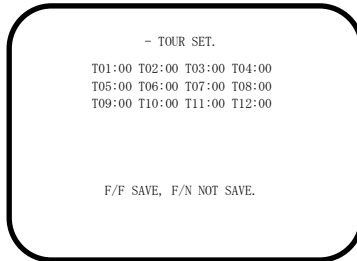 - TOUR SET.
T01:00 T02:00 T03:00 T04:00
T05:00 T06:00 T07:00 T08:00
T09:00 T10:00 T11:00 T12:00
F/F SAVE, F/N NOT SAVE.